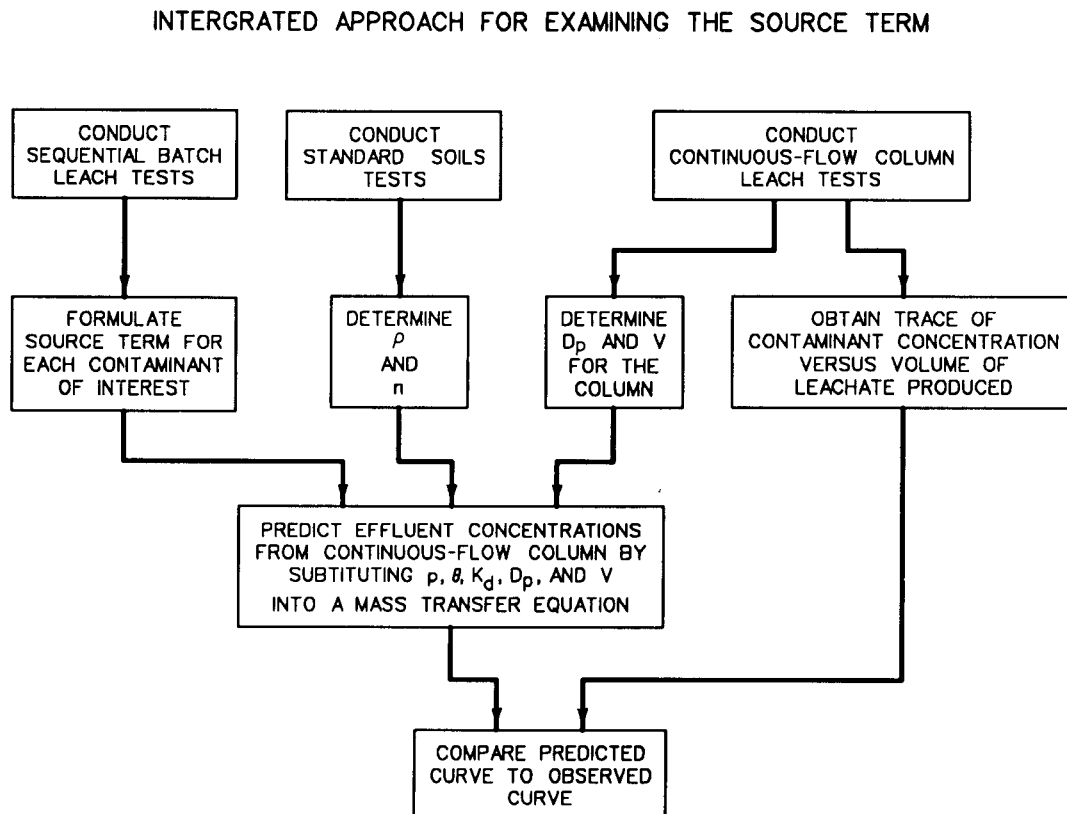 INTERGRATED APPROACH FOR EXAMINING THE SOURCE TERM
CONDUCT
SEQUENTIAL BATCH
LEACH TESTS
CONDUCT
STANDARD SOILS
TESTS
CONDUCT
CONTINUOUS-FLOW COLUMN
LEACH TESTS
FORMULATE
SOURCE TERM FOR
EACH CONTAMINANT
OF INTEREST
DETERMINE
ρ
AND
n
DETERMINE
Dp AND V
FOR THE
COLUMN
OBTAIN TRACE OF
CONTAMINANT CONCENTRATION
VERSUS VOLUME OF
LEACHATE PRODUCED
PREDICT EFFLUENT CONCENTRATIONS
FROM CONTINUOUS-FLOW COLUMN BY
SUBTITUTING p, θ, Kd, Dp, AND V
INTO A MASS TRANSFER EQUATION
COMPARE PREDICTED
CURVE TO OBSERVED
CURVE